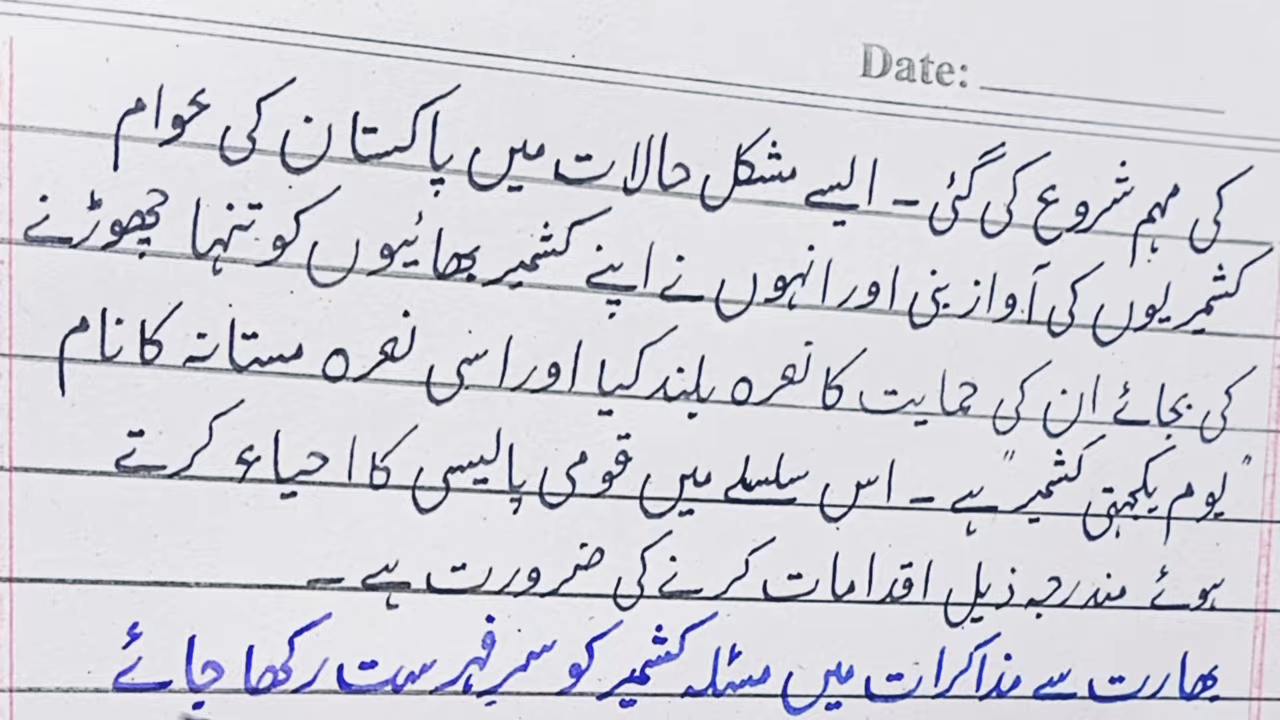 Date:
کی مہم شروع کی گئی ۔ ایسے مشکل حالات میں پاکستان کی عوام
کشمیریوں کی آواز بنی اور انہوں نے اپنے کشمیر بھائیوں کو تنہا چھوڑنے
کی بجائے ان کی حمایت کا نعرہ بلند کیا اور اسی نعرہ مستانہ کا نام
"یوم یکجہتی کشمیر" ہے ۔ اس سلسلے میں قومی پالیسی کا احیاء کرتے
ہوئے مندرجہ ذیل اقدامات کرنے کی ضرورت ہے ۔
بھارت سے مذاکرات میں مسئلہ کشمیر کو سرفہرست رکھا جائے